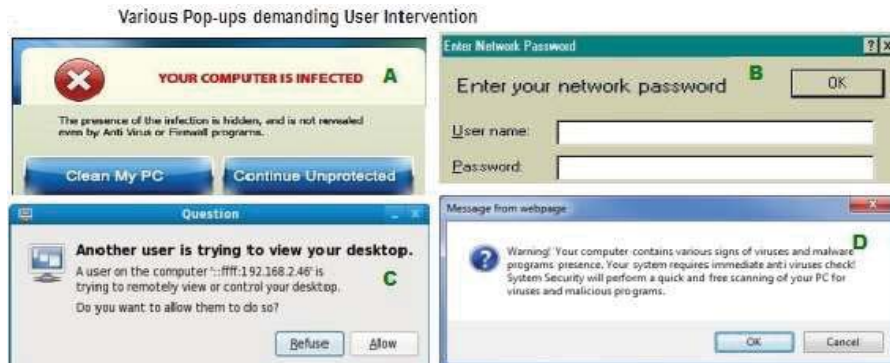 Various Pop-ups demanding User Intervention
YOUR COMPUTER IS INFECTED A
The presence of the infection is hidden, and is not revealed
even by Anti Virus or Firewall programs.
Clean My PC Continue Unprotected
Enter Network Password ? X
Enter your network password B OK
User name:
Password:
Question
Another user is trying to view your desktop.
A user on the computer '::ffff:192.168.2.46' is
trying to remotely view or control your desktop.
C
Do you want to allow them to do so?
Refuse Allow
Message from webpage X
D
Warning! Your computer contains various signs of viruses and malware
programs presence. Your system requires immediate anti viruses check!
System Security will perform a quick and free scanning of your PC for
viruses and malicious programs.
OK Cancel